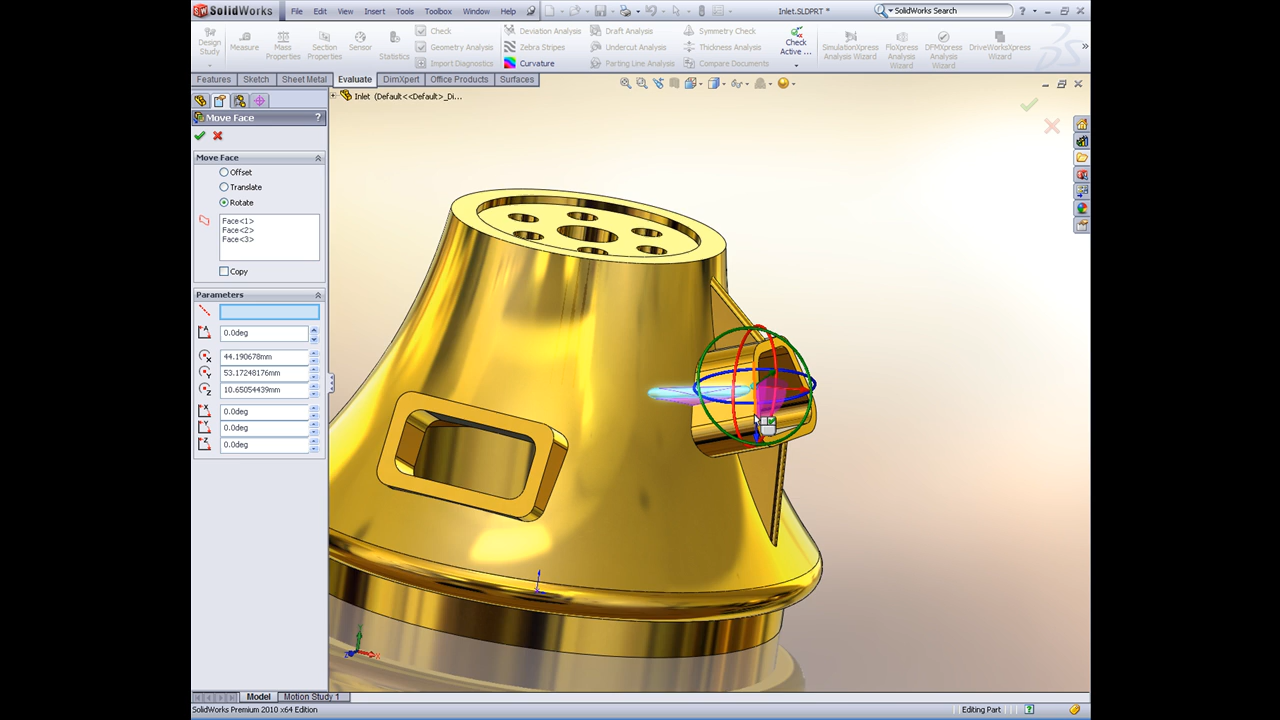 SolidWorks File Edit View Insert Tools Toolbox Window Help Inlet.SLDPRT * SolidWorks Search ?
Design Study
Measure
Mass Properties
Section Properties
Sensor
Statistics
Check
Geometry Analysis
Import Diagnostics
Deviation Analysis
Zebra Stripes
Curvature
Draft Analysis
Undercut Analysis
Parting Line Analysis
Symmetry Check
Thickness Analysis
Compare Documents
Check Active ...
SimulationXpress Analysis Wizard
FloXpress Analysis Wizard
DFMXpress Analysis Wizard
DriveWorksXpress Wizard
Features Sketch Sheet Metal Evaluate DimXpert Office Products Surfaces
Inlet (Default<<Default>_Di...
Move Face ?
Move Face
Offset
Translate
Rotate
Face<1>
Face<2>
Face<3>
Copy
Parameters
0.0deg
44.190678mm
53.17248176mm
10.65054439mm
0.0deg
0.0deg
0.0deg
Model Motion Study 1
SolidWorks Premium 2010 x64 Edition Editing Part